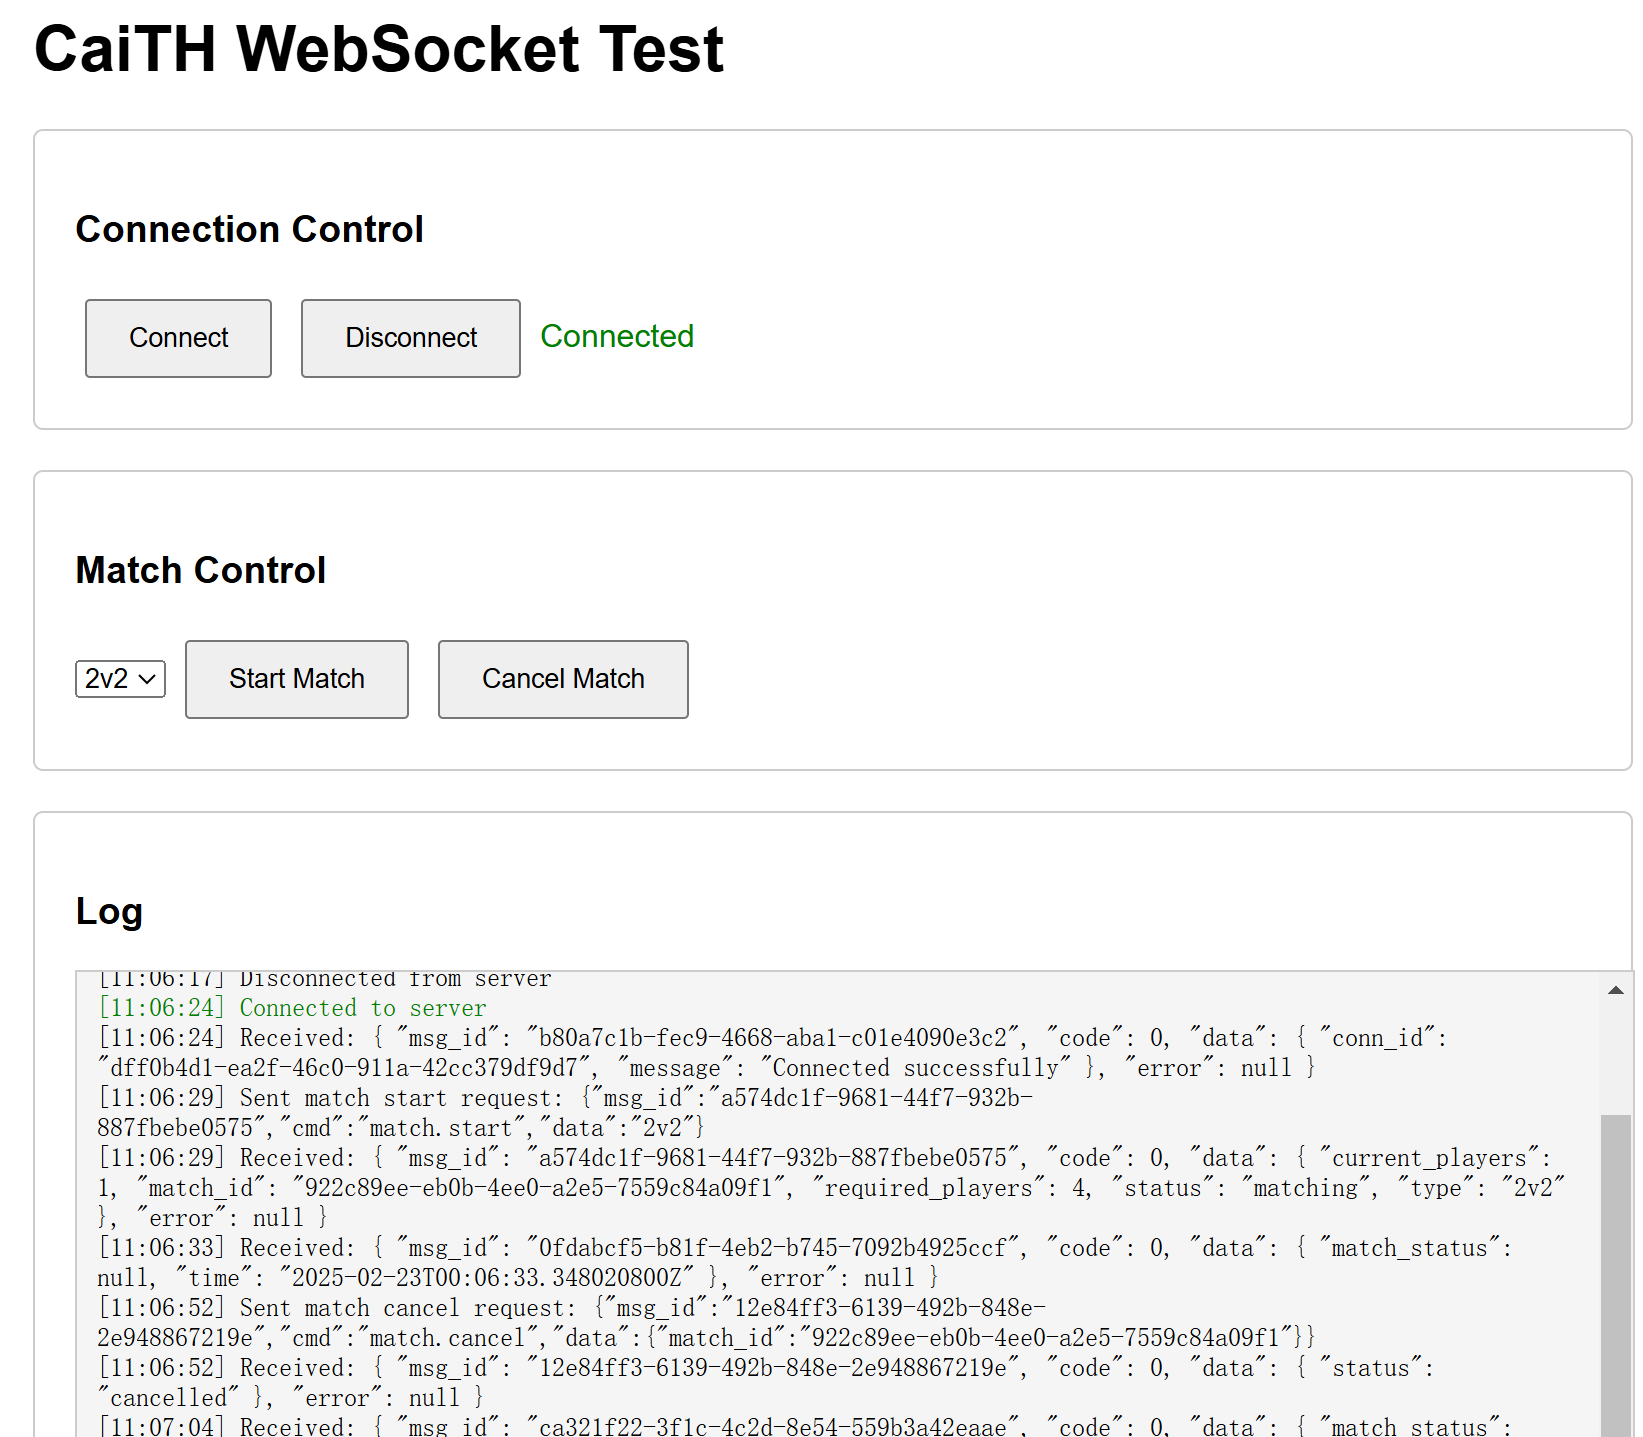 CaiTH WebSocket Test
Connection Control
Connect
Disconnect
Connected
Match Control
2v2
Start Match
Cancel Match
Log
[11:06:17] Disconnected from server
[11:06:24] Connected to server
[11:06:24] Received: { "msg_id": "b80a7c1b-fec9-4668-aba1-c01e4090e3c2", "code": 0, "data": { "conn_id":
"dff0b4d1-ea2f-46c0-911a-42cc379df9d7", "message": "Connected successfully" }, "error": null }
[11:06:29] Sent match start request: {"msg_id":"a574dc1f-9681-44f7-932b-
887fbebe0575","cmd":"match.start","data":"2v2"}
[11:06:29] Received: { "msg_id": "a574dc1f-9681-44f7-932b-887fbebe0575", "code": 0, "data": { "current_players":
1, "match_id": "922c89ee-eb0b-4ee0-a2e5-7559c84a09f1", "required_players": 4, "status": "matching", "type": "2v2"
}, "error": null }
[11:06:33] Received: { "msg_id": "0fdabcf5-b81f-4eb2-b745-7092b4925ccf", "code": 0, "data": { "match_status":
null, "time": "2025-02-23T00:06:33.348020800Z" }, "error": null }
[11:06:52] Sent match cancel request: {"msg_id":"12e84ff3-6139-492b-848e-
2e948867219e","cmd":"match.cancel","data":{"match_id":"922c89ee-eb0b-4ee0-a2e5-7559c84a09f1"}}
[11:06:52] Received: { "msg_id": "12e84ff3-6139-492b-848e-2e948867219e", "code": 0, "data": { "status":
"cancelled" }, "error": null }
[11:07:04] Received: { "msg_id": "ca321f22-3f1c-4c2d-8e54-559b3a42eaae", "code": 0, "data": { "match_status":